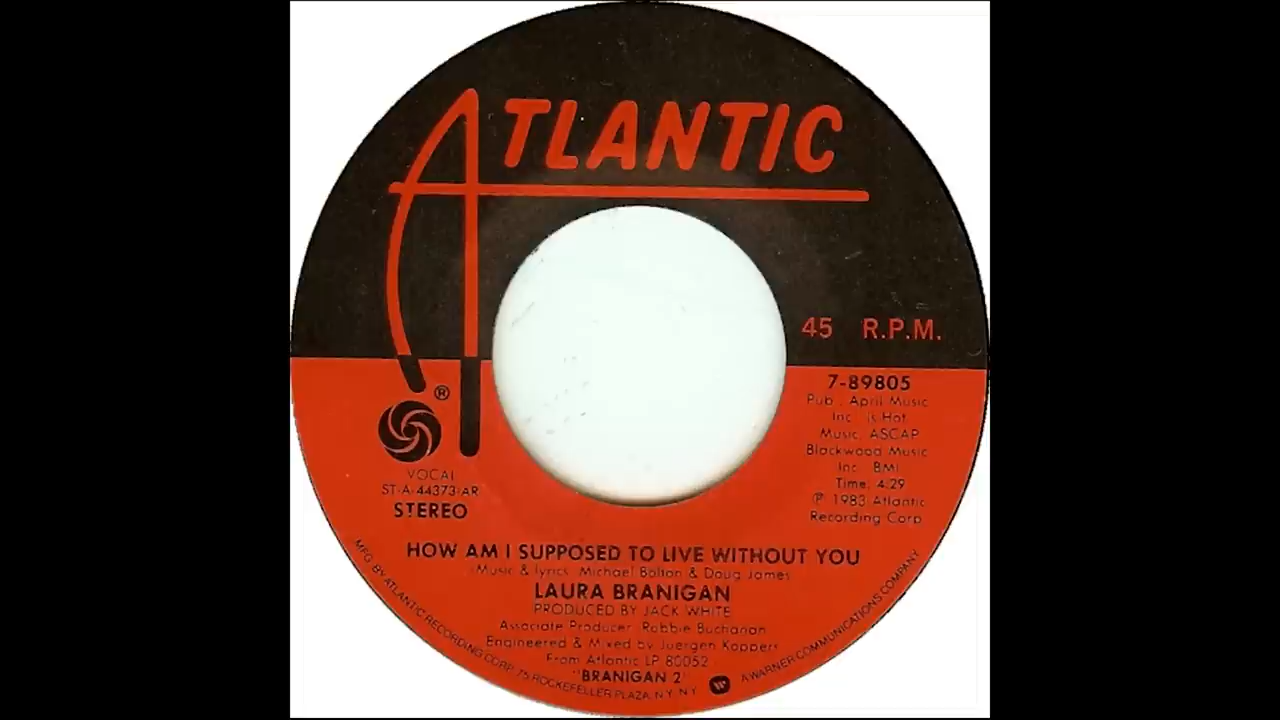 ATLANTIC
45 R.P.M.
®
7-89805
Pub., April Music
Inc. Is Hot
Music, ASCAP
Blackwood Music
Inc. BMI
Time: 4:29
℗ 1983 Atlantic
Recording Corp.
VOCAL
ST-A-44373-AR
STEREO
HOW AM I SUPPOSED TO LIVE WITHOUT YOU
(Music & lyrics: Michael Bolton & Doug James)
LAURA BRANIGAN
PRODUCED BY JACK WHITE
Associate Producer: Robbie Buchanan
Engineered & Mixed by Juergen Koppers
From Atlantic LP 80052
"BRANIGAN 2"
MFG. BY ATLANTIC RECORDING CORP., 75 ROCKEFELLER PLAZA, N.Y. N.Y. W A WARNER COMMUNICATIONS COMPANY